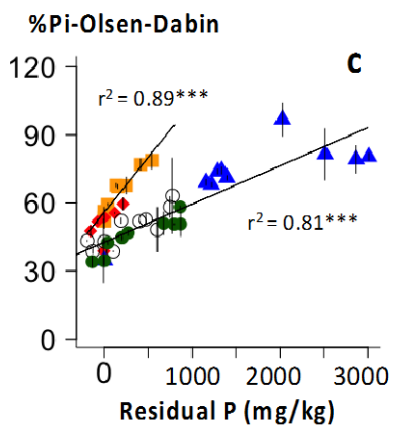 %Pi-Olsen-Dabin
120
c
r² = 0.89***
90
60
r² = 0.81***
30
0
0 1000 2000 3000
Residual P (mg/kg)